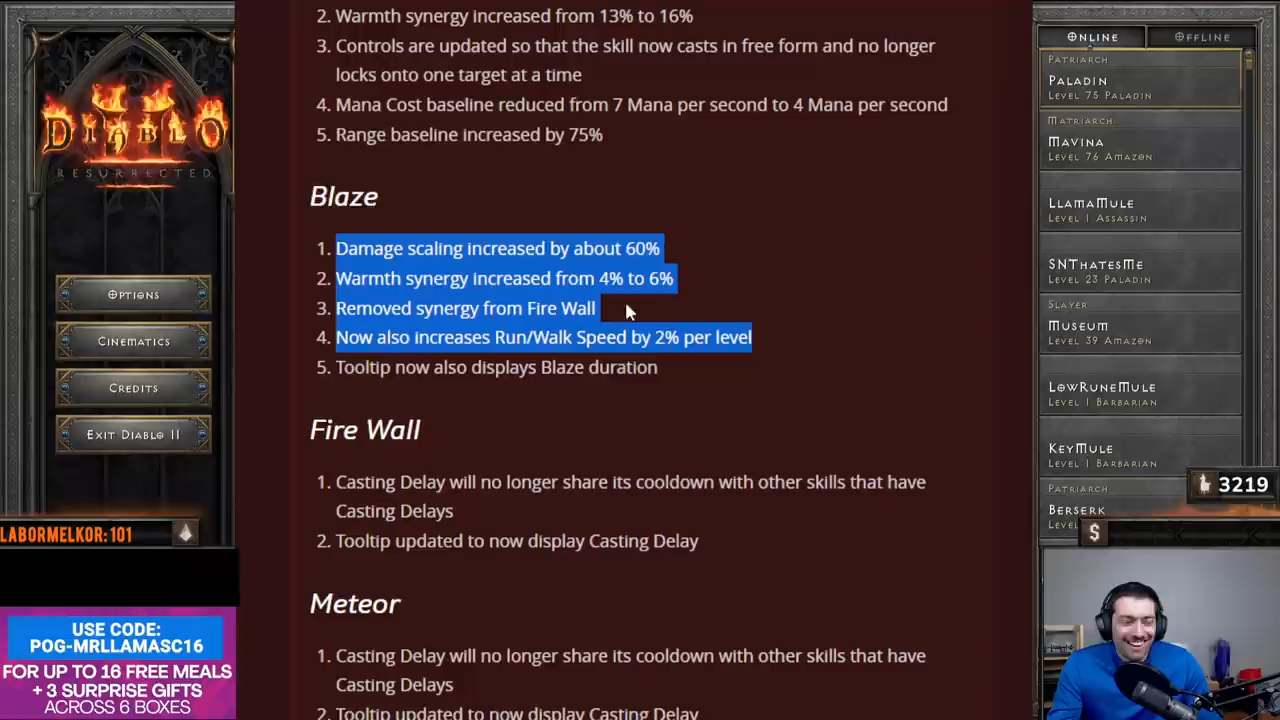 DIABLO
II
RESURRECTED
Options
Cinematics
Credits
Exit Diablo II
LABORMELKOR: 101
USE CODE:
POG-MRLLAMASC16
FOR UP TO 16 FREE MEALS
+ 3 SURPRISE GIFTS
ACROSS 6 BOXES
2. Warmth synergy increased from 13% to 16%
3. Controls are updated so that the skill now casts in free form and no longer
locks onto one target at a time
4. Mana Cost baseline reduced from 7 Mana per second to 4 Mana per second
5. Range baseline increased by 75%
Blaze
1. Damage scaling increased by about 60%
2. Warmth synergy increased from 4% to 6%
3. Removed synergy from Fire Wall
4. Now also increases Run/Walk Speed by 2% per level
5. Tooltip now also displays Blaze duration
Fire Wall
1. Casting Delay will no longer share its cooldown with other skills that have
Casting Delays
2. Tooltip updated to now display Casting Delay
Meteor
1. Casting Delay will no longer share its cooldown with other skills that have
Casting Delays
2. Tooltip updated to now display Casting Delay
Online
Offline
Patriarch
Paladin
Level 75 Paladin
Matriarch
Mavina
Level 76 Amazon
LlamaMule
Level 1 Assassin
SNThatesMe
Level 23 Paladin
Slayer
Museum
Level 39 Amazon
LowRuneMule
Level 1 Barbarian
KeyMule
Level 1 Barbarian
Patriarch
Berserk
Level
3219
$